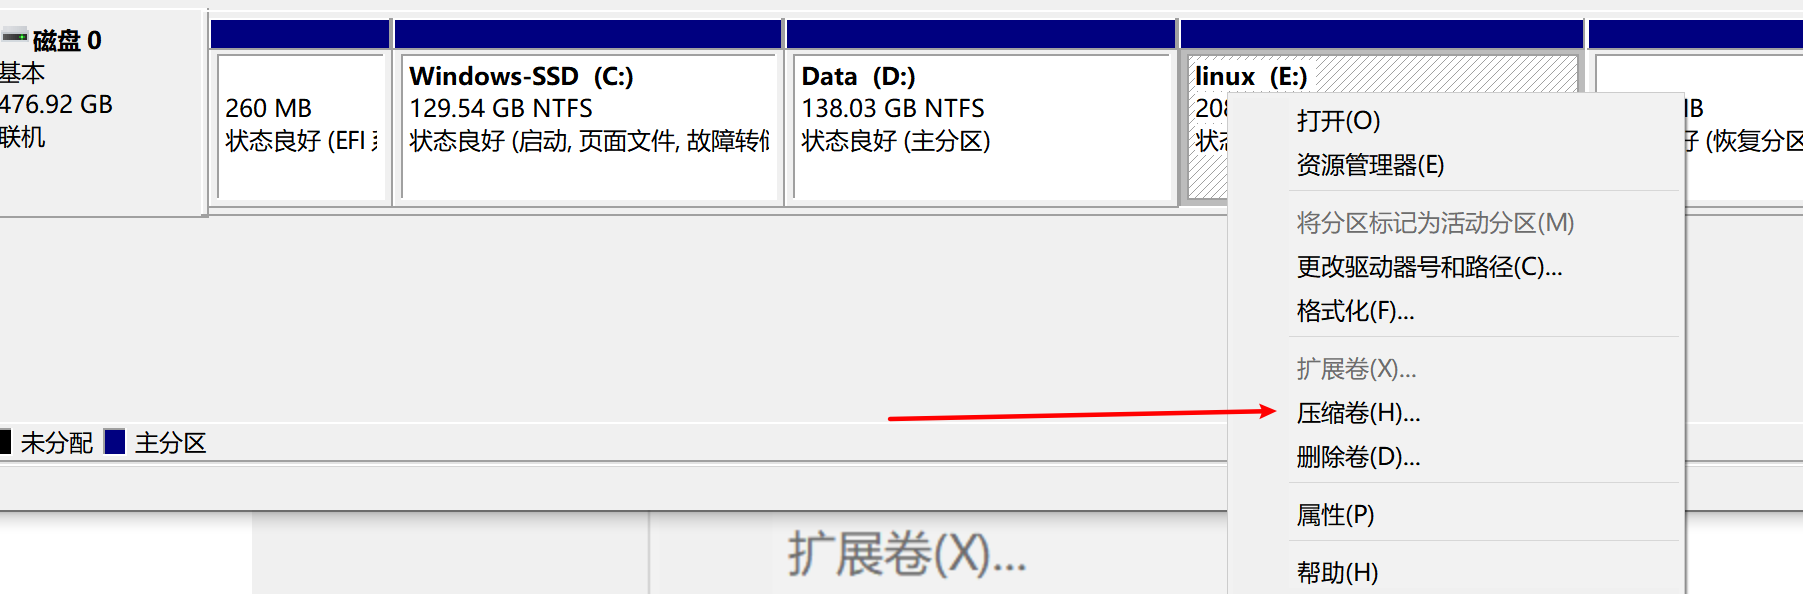 磁盘 0
基本
476.92 GB
联机
260 MB
状态良好 (EFI
Windows-SSD (C:)
129.54 GB NTFS
状态良好 (启动, 页面文件, 故障转
Data (D:)
138.03 GB NTFS
状态良好 (主分区)
linux (E:)
208
状
好 (恢复分区
打开(O)
资源管理器(E)
将分区标记为活动分区(M)
更改驱动器号和路径(C)...
格式化(F)...
扩展卷(X)...
压缩卷(H)...
删除卷(D)...
属性(P)
帮助(H)
未分配 主分区
扩展卷(X)...